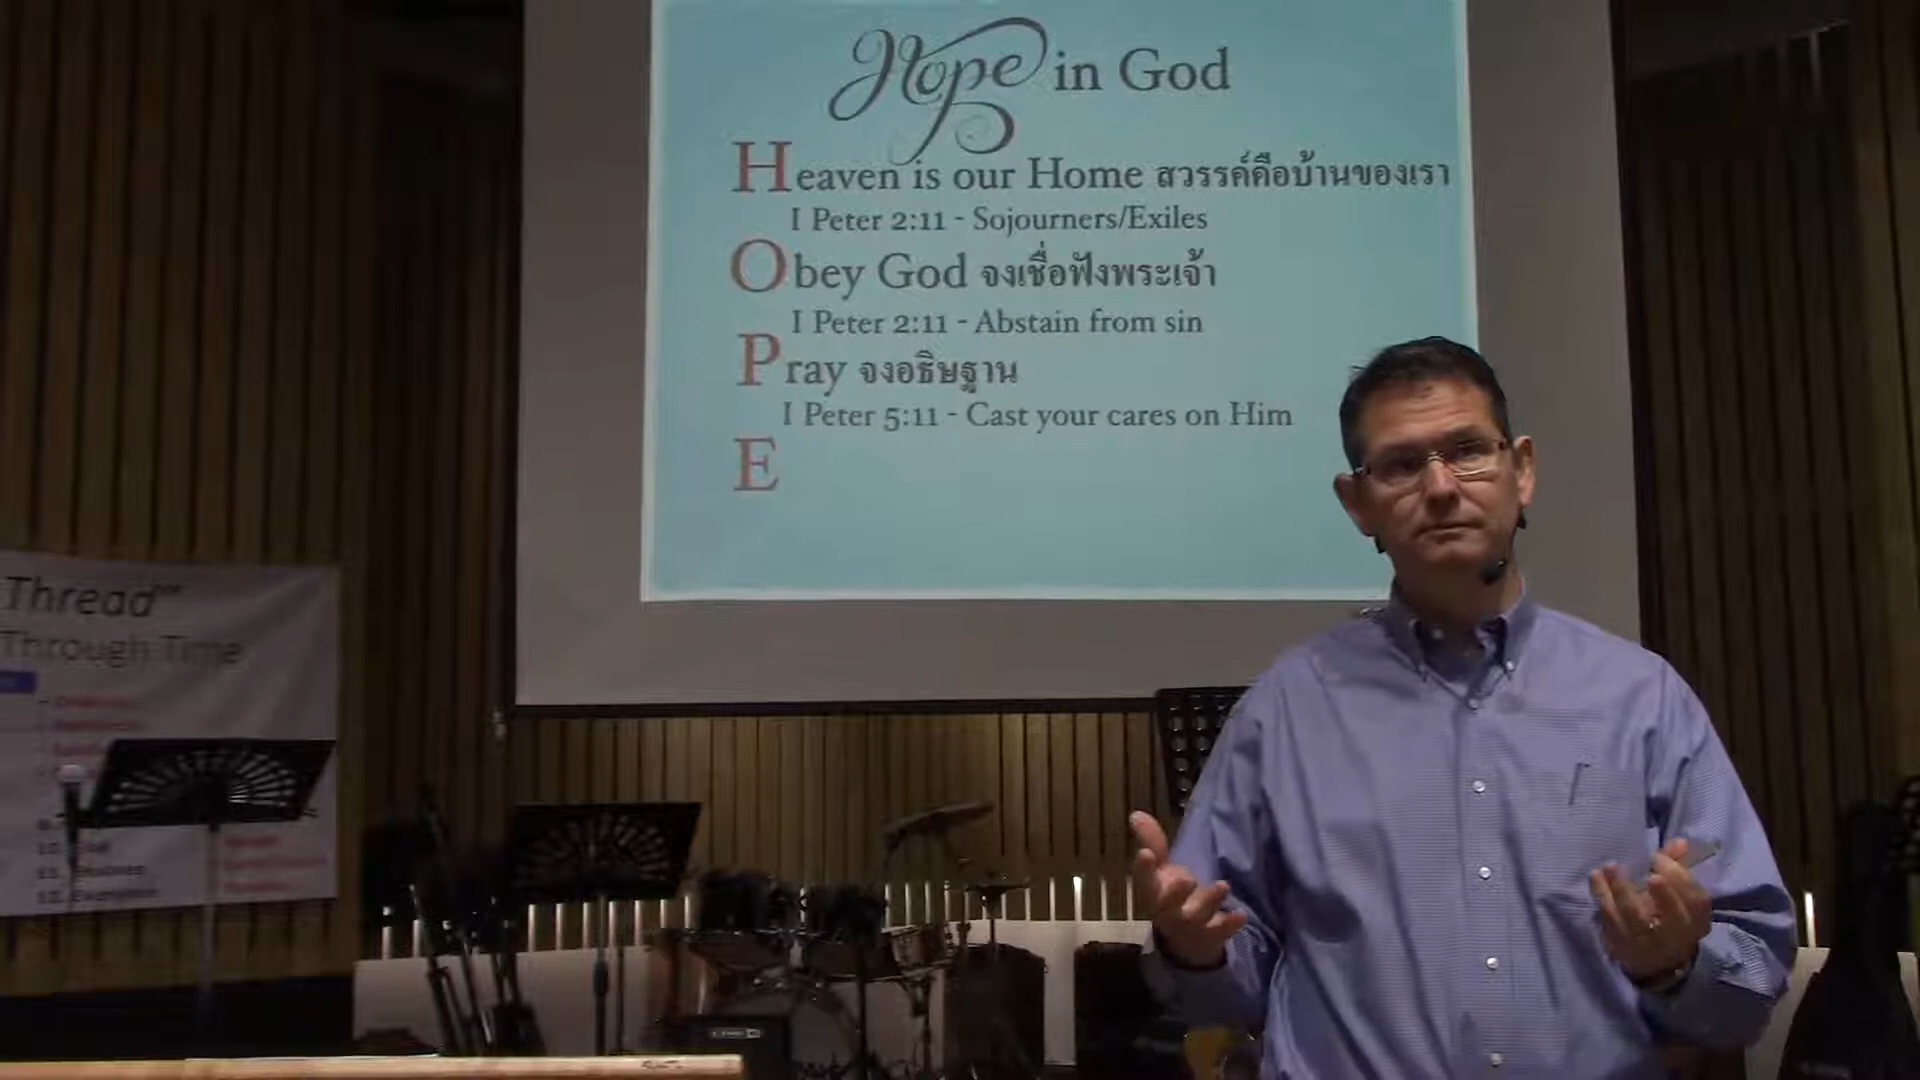 Hope in God
Heaven is our Home สวรรค์คือบ้านของเรา
I Peter 2:11 - Sojourners/Exiles
Obey God จงเชื่อฟังพระเจ้า
I Peter 2:11 - Abstain from sin
Pray จงอธิษฐาน
I Peter 5:11 - Cast your cares on Him
E
Thread
Through Time